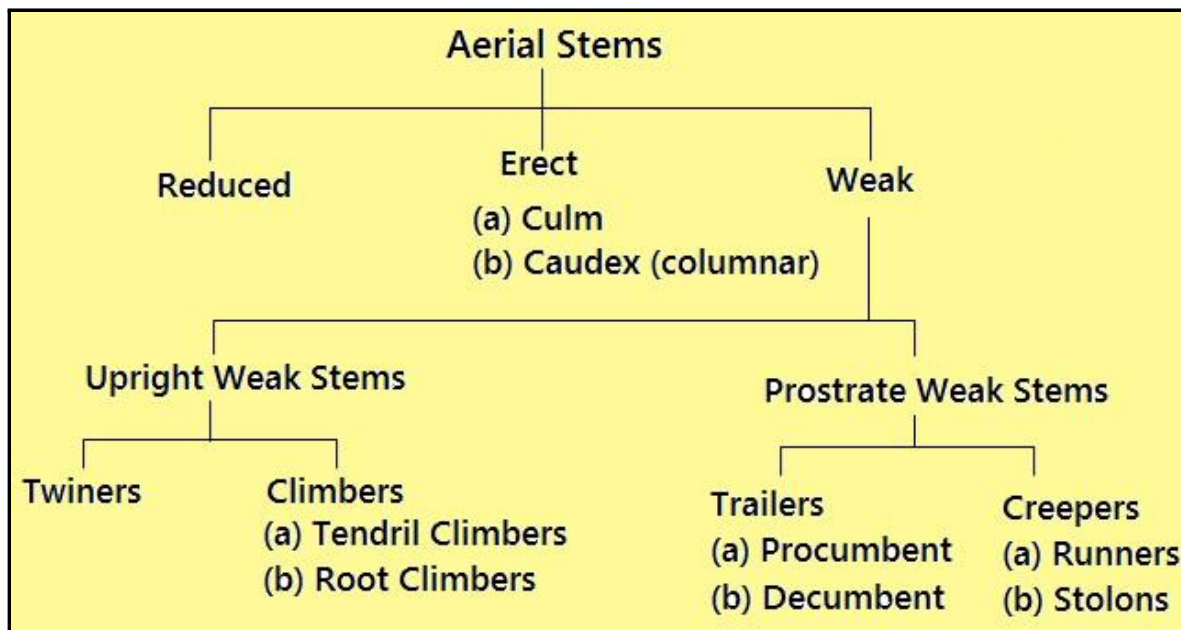 Aerial Stems
Reduced
Erect
(a) Culm
(b) Caudex (columnar)
Weak
Upright Weak Stems
Twiners
Climbers
(a) Tendril Climbers
(b) Root Climbers
Prostrate Weak Stems
Trailers
(a) Procumbent
(b) Decumbent
Creepers
(a) Runners
(b) Stolons